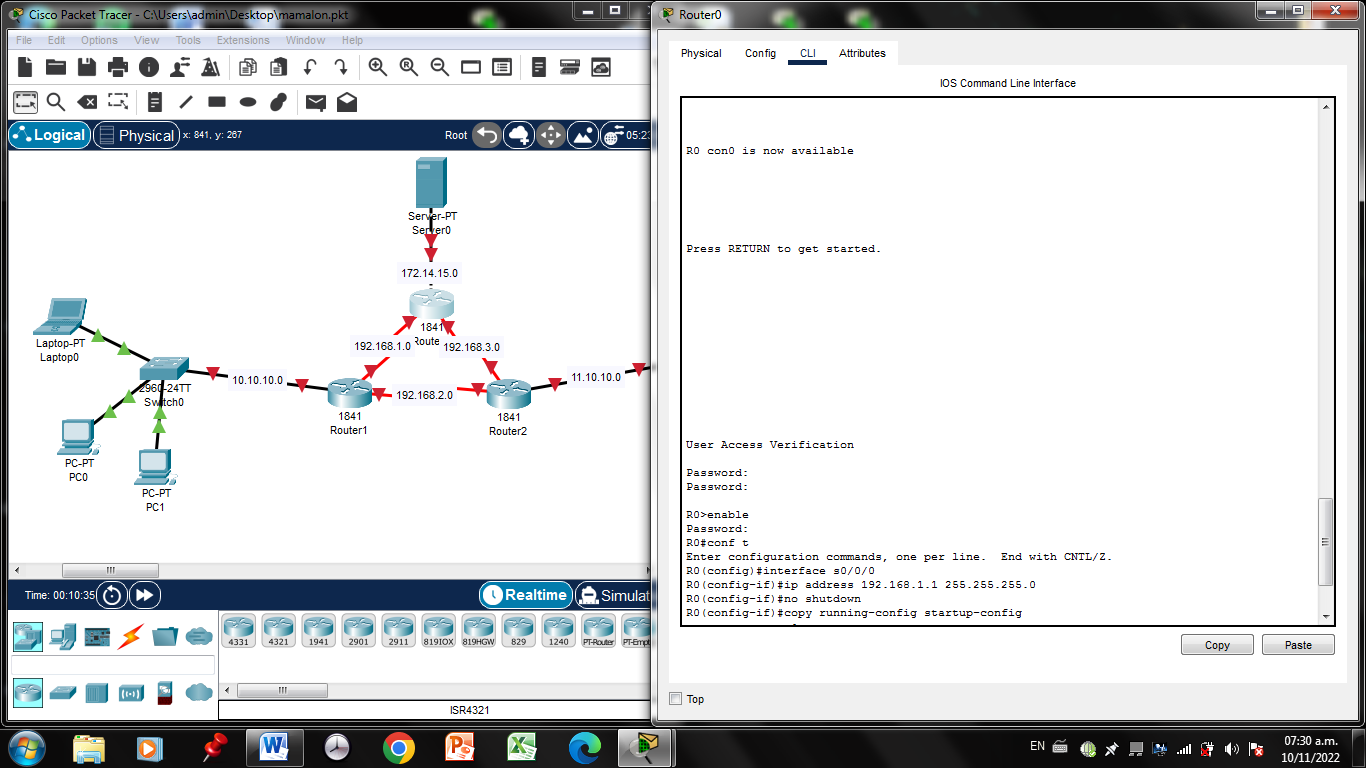 Cisco Packet Tracer - C:\Users\admin\Desktop\mamalon.pkt
File Edit Options View Tools Extensions Window Help
Logical Physical x: 841, y: 267 Root
Server-PT
Server0
172.14.15.0
1841
192.168.1.0
192.168.3.0
Laptop-PT
Laptop0
2960-24TT
Switch0
10.10.10.0
192.168.2.0
11.10.10.0
1841
Router1
1841
Router2
PC-PT
PC0
PC-PT
PC1
Time: 00:10:35 Realtime
4331 4321 1941 2901 2911 819IOX 819HGW 829 1240 PT-Router
ISR4321
Router0
Physical Config CLI Attributes
IOS Command Line Interface
R0 con0 is now available
Press RETURN to get started.
User Access Verification
Password:
Password:
R0>enable
Password:
R0#conf t
Enter configuration commands, one per line. End with CNTL/Z.
R0(config)#interface s0/0/0
R0(config-if)#ip address 192.168.1.1 255.255.255.0
R0(config-if)#no shutdown
R0(config-if)#copy running-config startup-config
Copy Paste
Top
EN
07:30 a.m.
10/11/2022